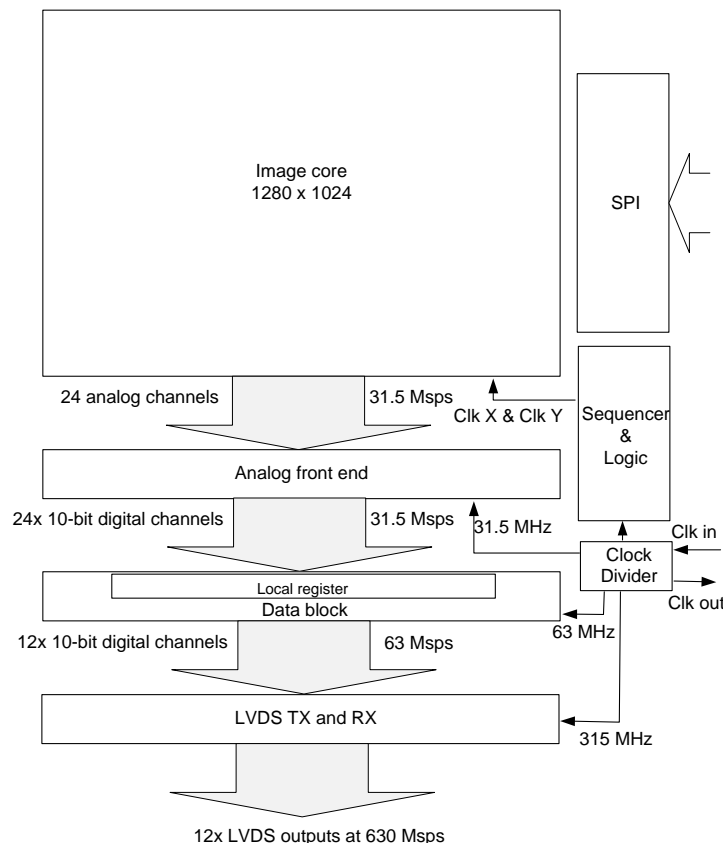 Image core
1280 x 1024
SPI
24 analog channels
31.5 Msps
Clk X & Clk Y
Sequencer
&
Logic
Analog front end
24x 10-bit digital channels
31.5 Msps
31.5 MHz
Clk in
Clock
Divider
Clk out
Local register
Data block
63 MHz
12x 10-bit digital channels
63 Msps
LVDS TX and RX
315 MHz
12x LVDS outputs at 630 Msps